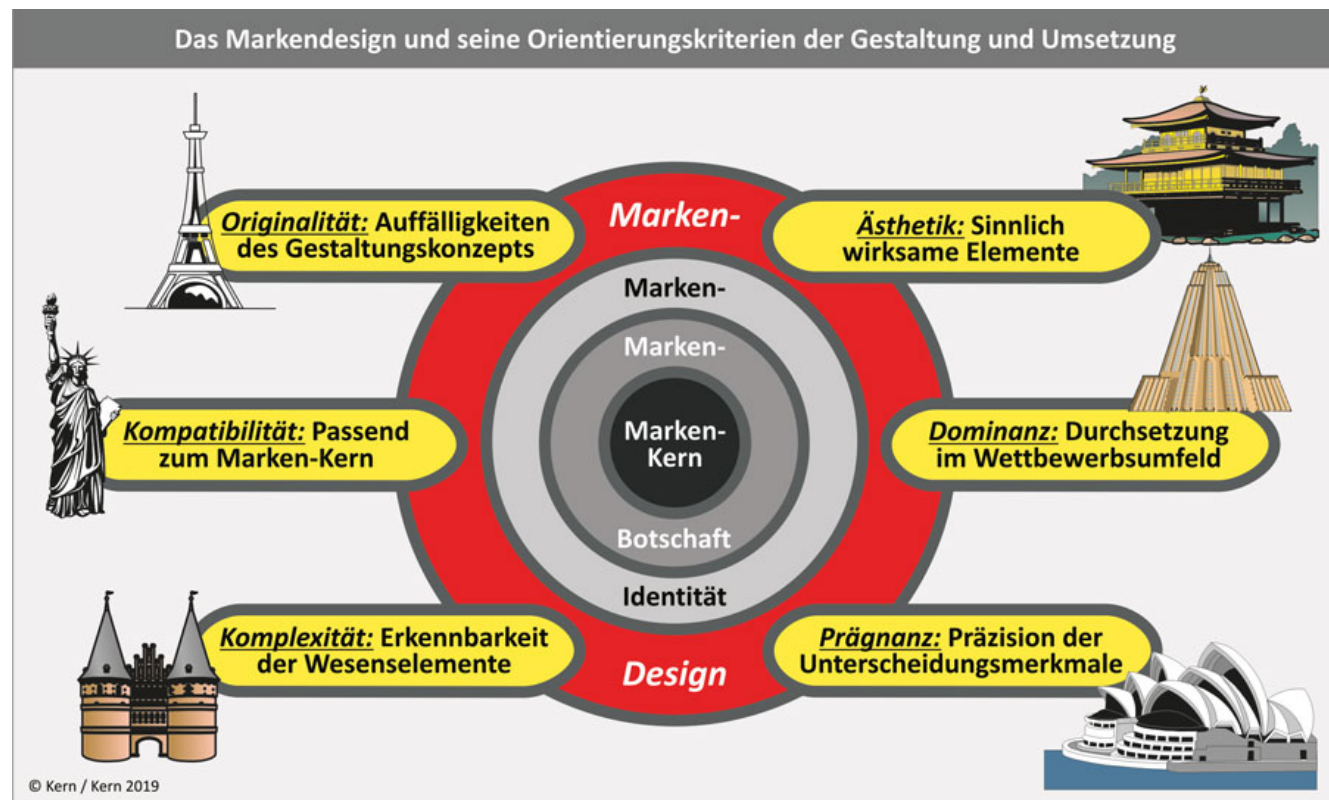 Das Markendesign und seine Orientierungskriterien der Gestaltung und Umsetzung
Originalität: Auffälligkeiten
des Gestaltungskonzepts
Marken-
Ästhetik: Sinnlich
wirksame Elemente
Marken-
Marken-
Kompatibilität: Passend
zum Marken-Kern
Marken-
Kern
Dominanz: Durchsetzung
im Wettbewerbsumfeld
Botschaft
Identität
Komplexität: Erkennbarkeit
der Wesenselemente
Design
Prägnanz: Präzision der
Unterscheidungsmerkmale
© Kern / Kern 2019